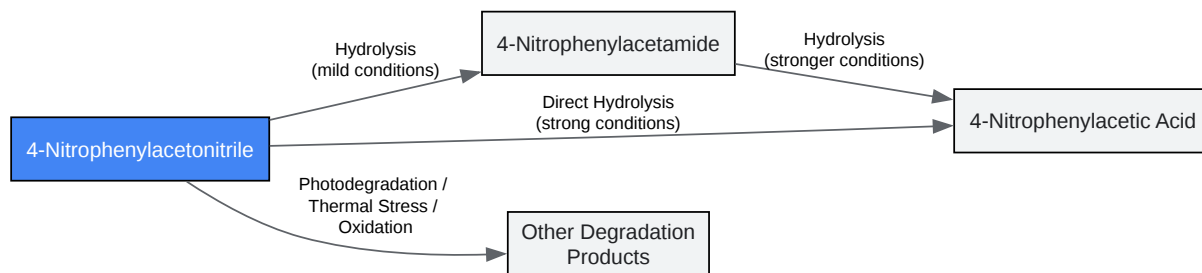 4-Nitrophenylacetonitrile
Hydrolysis
(mild conditions)
4-Nitrophenylacetamide
Hydrolysis
(stronger conditions)
Direct Hydrolysis
(strong conditions)
4-Nitrophenylacetic Acid
Photodegradation /
Thermal Stress /
Oxidation
Other Degradation
Products